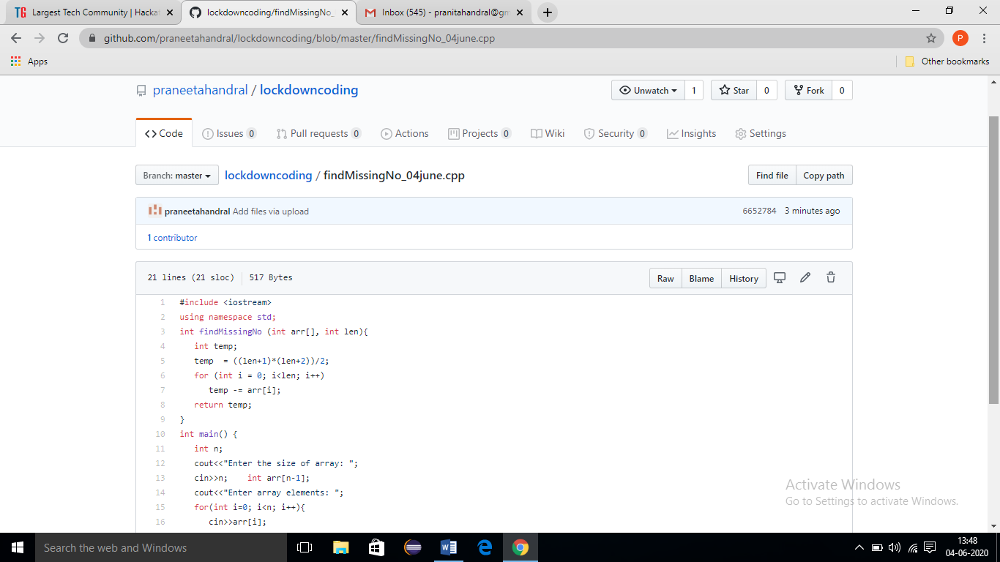 Largest Tech Community | Hackat
lockdowncoding/findMissingNo_
Inbox (545) - pranitahandral@gm
github.com/praneetahandral/lockdowncoding/blob/master/findMissingNo_04june.cpp
P
Apps
Other bookmarks
praneetahandral / lockdowncoding
Unwatch 1
Star 0
Fork 0
Code
Issues 0
Pull requests 0
Actions
Projects 0
Wiki
Security 0
Insights
Settings
Branch: master
lockdowncoding / findMissingNo_04june.cpp
Find file
Copy path
praneetahandral Add files via upload
6652784 3 minutes ago
1 contributor
21 lines (21 sloc) 517 Bytes
Raw
Blame
History
1 #include <iostream>
2 using namespace std;
3 int findMissingNo (int arr[], int len){
4 int temp;
5 temp = ((len+1)*(len+2))/2;
6 for (int i = 0; i<len; i++)
7 temp -= arr[i];
8 return temp;
9 }
10 int main() {
11 int n;
12 cout<<"Enter the size of array: ";
13 cin>>n; int arr[n-1];
14 cout<<"Enter array elements: ";
15 for(int i=0; i<n; i++){
16 cin>>arr[i];
Activate Windows
Go to Settings to activate Windows.
Search the web and Windows
13:48
04-06-2020